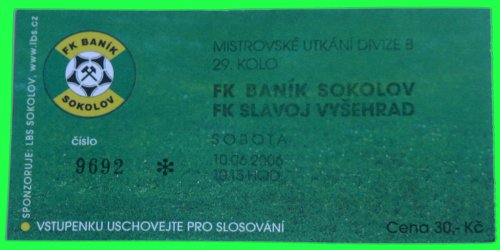 SPONZORUJE: LBS SOKOLOV, www.lbs.cz
FK BANÍK
SOKOLOV
číslo
9692 ✻
MISTROVSKÉ UTKÁNÍ DIVIZE B
29. KOLO
FK BANÍK SOKOLOV
FK SLAVOJ VYŠEHRAD
SOBOTA
10.06.2006
10.15 HOD.
VSTUPENKU USCHOVEJTE PRO SLOSOVÁNÍ
Cena 30,- Kč